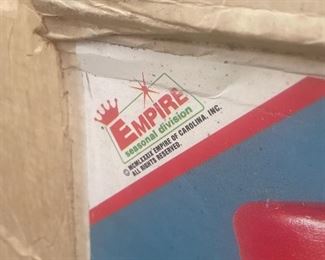 EMPIRE
seasonal division
© MCMLXXXIX EMPIRE OF CAROLINA, INC.
ALL RIGHTS RESERVED.